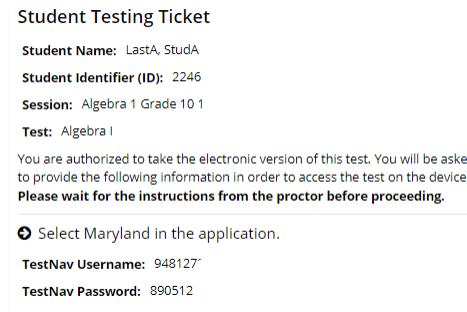 Student Testing Ticket
Student Name: LastA, StudA
Student Identifier (ID): 2246
Session: Algebra 1 Grade 10 1
Test: Algebra I
You are authorized to take the electronic version of this test. You will be aske
to provide the following information in order to access the test on the device
Please wait for the instructions from the proctor before proceeding.
Select Maryland in the application.
TestNav Username: 948127
TestNav Password: 890512